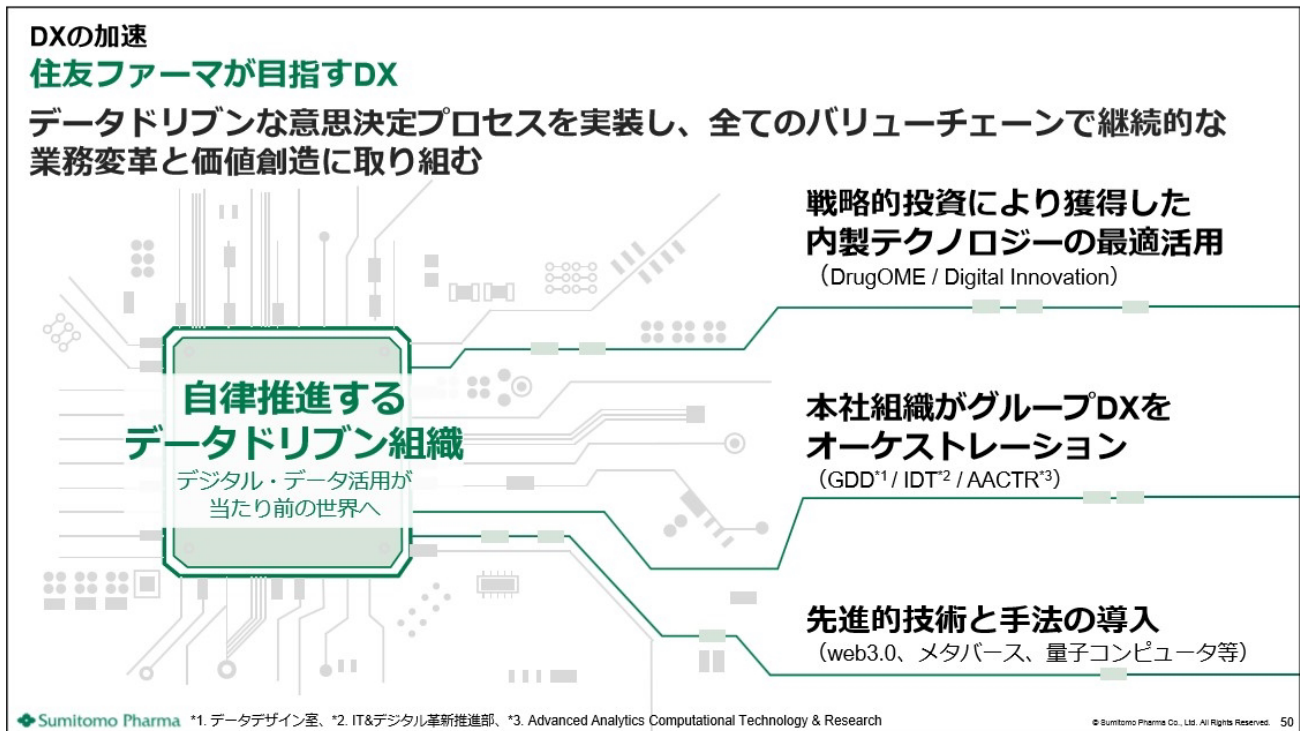 DXの加速
住友ファーマが目指すDX
データドリブンな意思決定プロセスを実装し、全てのバリューチェーンで継続的な
業務変革と価値創造に取り組む
戦略的投資により獲得した
内製テクノロジーの最適活用
（DrugOME / Digital Innovation）
自律推進する
データドリブン組織
デジタル・データ活用が
当たり前の世界へ
本社組織がグループDXを
オーケストレーション
（GDD*1 / IDT*2 / AACTR*3）
先進的技術と手法の導入
（web3.0、メタバース、量子コンピュータ等）
Sumitomo Pharma *1. データデザイン室、*2. IT&デジタル革新推進部、*3. Advanced Analytics Computational Technology & Research
© Sumitomo Pharma Co., Ltd. All Rights Reserved. 50